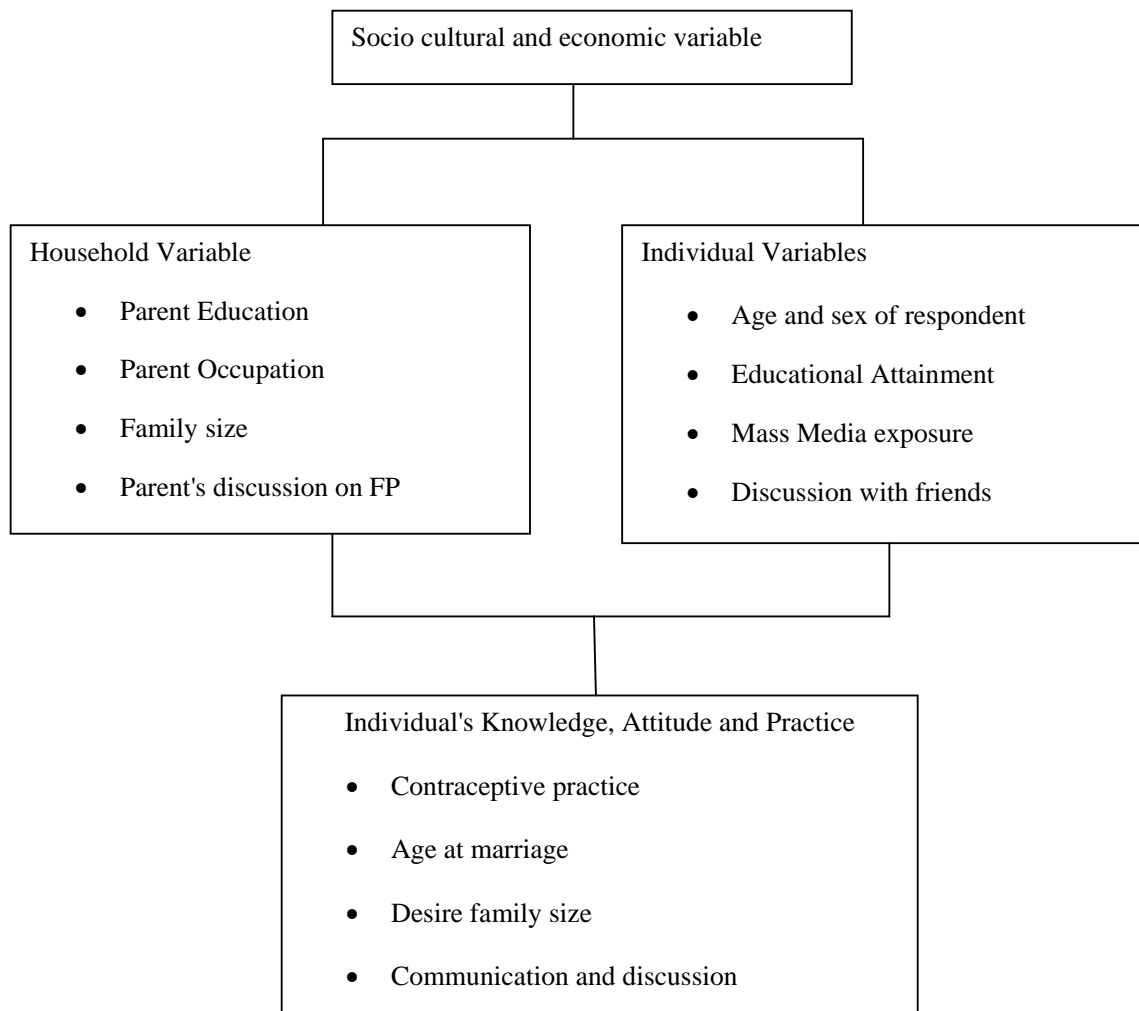 Socio cultural and economic variable
Household Variable
• Parent Education
• Parent Occupation
• Family size
• Parent's discussion on FP
Individual Variables
• Age and sex of respondent
• Educational Attainment
• Mass Media exposure
• Discussion with friends
Individual's Knowledge, Attitude and Practice
• Contraceptive practice
• Age at marriage
• Desire family size
• Communication and discussion